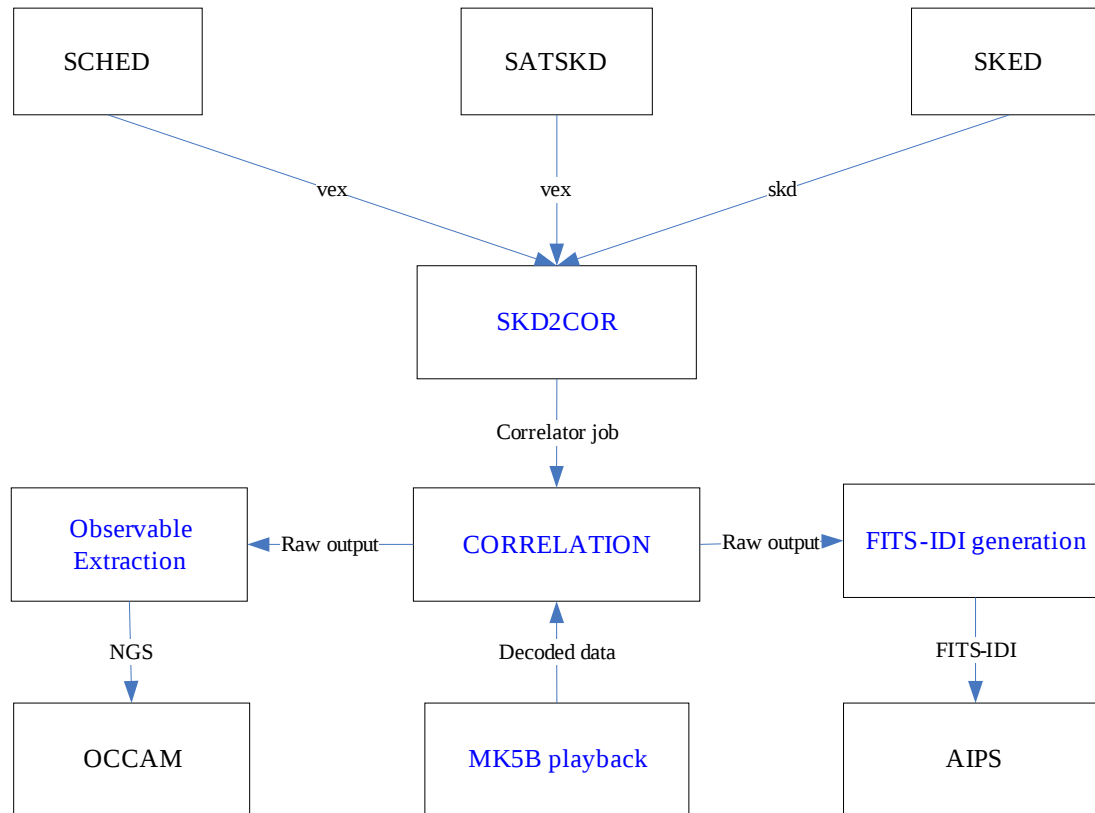 SCHED
SATSKD
SKED
vex
vex
skd
SKD2COR
Correlator job
Observable
Extraction
Raw output
CORRELATION
Raw output
FITS-IDI generation
NGS
Decoded data
FITS-IDI
OCCAM
MK5B playback
AIPS